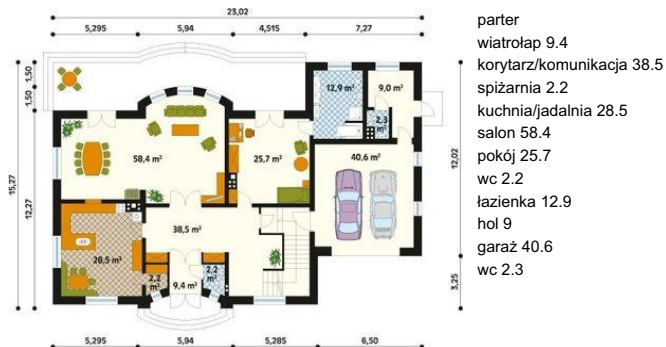 23,02
5,295 5,94 4,515 7,27
1,50
1,50
15,27
12,27
12,9 m²
9,0 m²
2,3 m²
58,4 m²
25,7 m²
40,6 m²
12,02
38,5 m²
28,5 m²
2,2 m²
9,4 m²
2,2 m²
3,25
5,295 5,94 5,285 6,50
parter
wiatrołap 9.4
korytarz/komunikacja 38.5
spiżarnia 2.2
kuchnia/jadalnia 28.5
salon 58.4
pokój 25.7
wc 2.2
łazienka 12.9
hol 9
garaż 40.6
wc 2.3